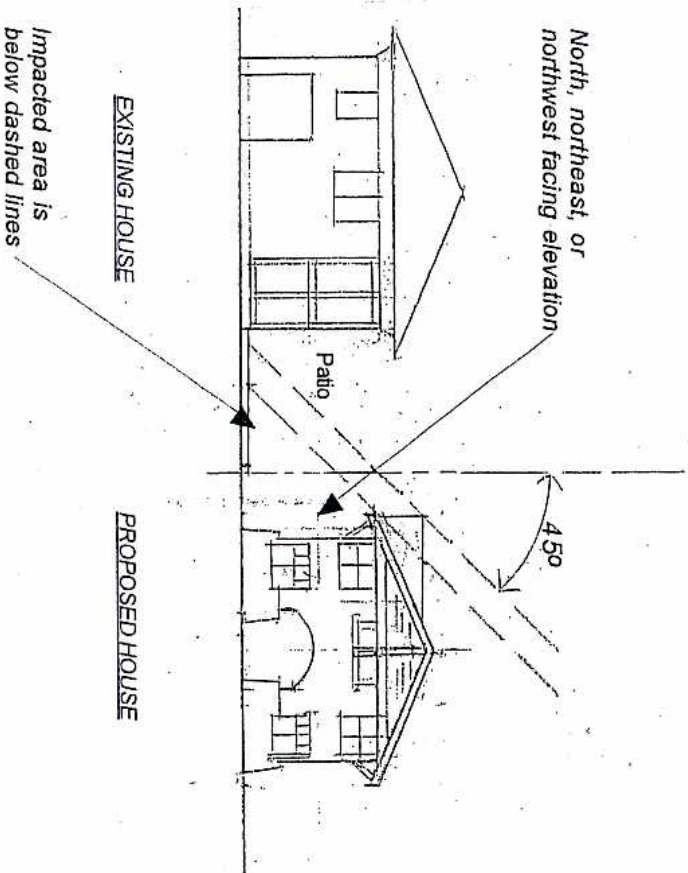 North, northeast, or
northwest facing elevation
45o
Patio
EXISTING HOUSE
PROPOSED HOUSE
Impacted area is
below dashed lines